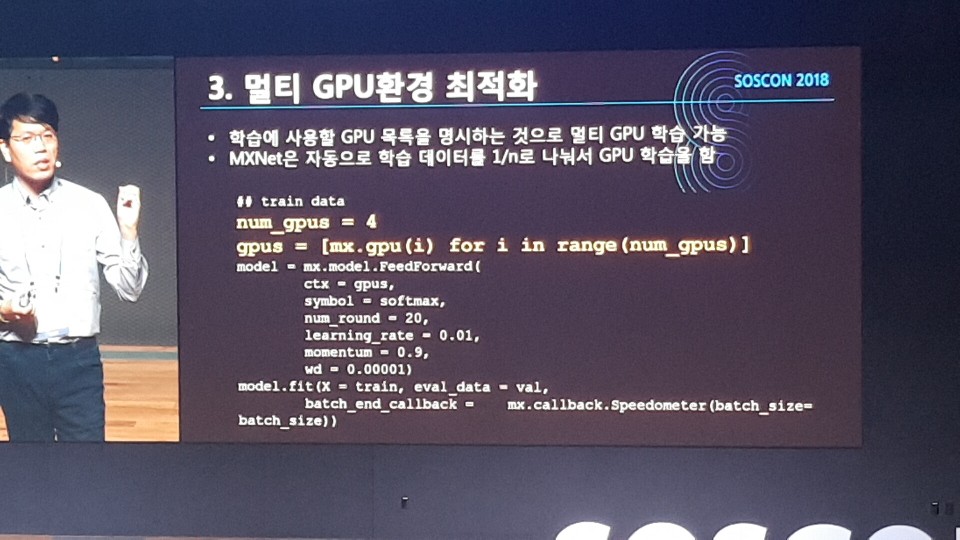 3. 멀티 GPU환경 최적화
SOSCON 2018
• 학습에 사용할 GPU 목록을 명시하는 것으로 멀티 GPU 학습 가능
• MXNet은 자동으로 학습 데이터를 1/n로 나눠서 GPU 학습을 함
## train data
num_gpus = 4
gpus = [mx.gpu(i) for i in range(num_gpus)]
model = mx.model.FeedForward(
ctx = gpus,
symbol = softmax,
num_round = 20,
learning_rate = 0.01,
momentum = 0.9,
wd = 0.00001)
model.fit(X = train, eval_data = val,
batch_end_callback = mx.callback.Speedometer(batch_size=
batch_size))